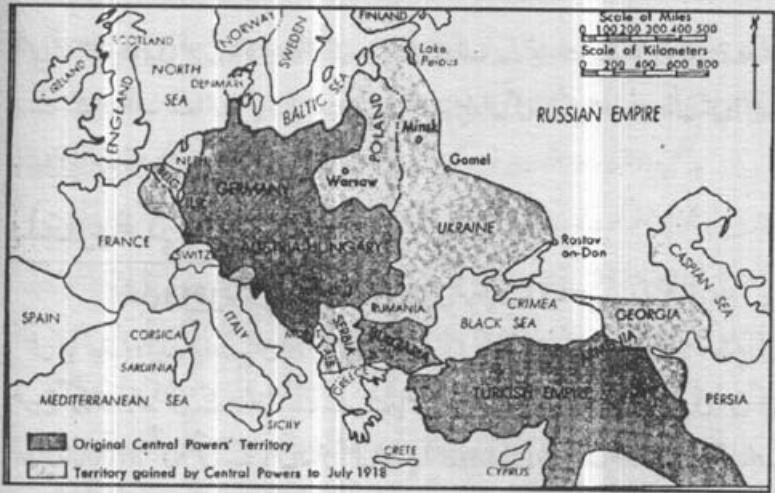 NORWAY
FINLAND
SWEDEN
SCOTLAND
IRELAND
NORTH SEA
DENMARK
ENGLAND
BALTIC SEA
Lake Peipus
Scale of Miles
0 100 200 300 400 500
Scale of Kilometers
0 200 400 600 800
RUSSIAN EMPIRE
POLAND
Minsk
Gomel
NETH.
BEL.
LUX.
GERMANY
Warsaw
FRANCE
SWITZ.
AUSTRIA-HUNGARY
UKRAINE
Rostov-on-Don
CASPIAN SEA
SPAIN
CORSICA
SARDINIA
ITALY
SERBIA
ALB.
RUMANIA
BULGARIA
CRIMEA
BLACK SEA
GEORGIA
ARMENIA
GREECE
TURKISH EMPIRE
PERSIA
MEDITERRANEAN SEA
SICILY
CRETE
CYPRUS
Original Central Powers' Territory
Territory gained by Central Powers to July 1918